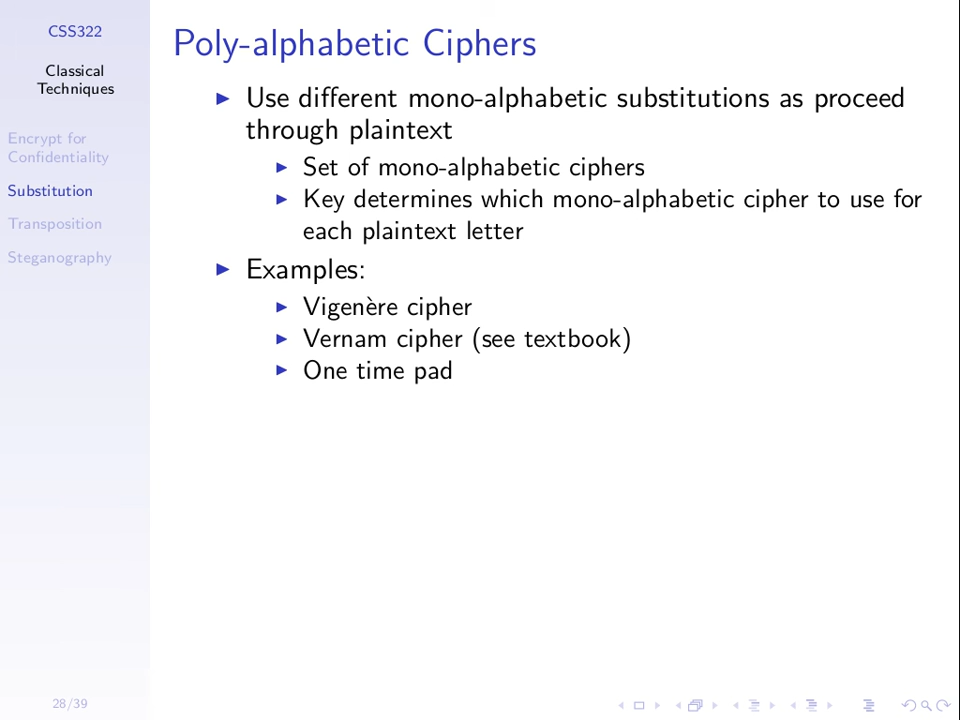 CSS322
Classical
Techniques
Encrypt for
Confidentiality
Substitution
Transposition
Steganography
28/39
Poly-alphabetic Ciphers
Use different mono-alphabetic substitutions as proceed
through plaintext
Set of mono-alphabetic ciphers
Key determines which mono-alphabetic cipher to use for
each plaintext letter
Examples:
Vigenère cipher
Vernam cipher (see textbook)
One time pad